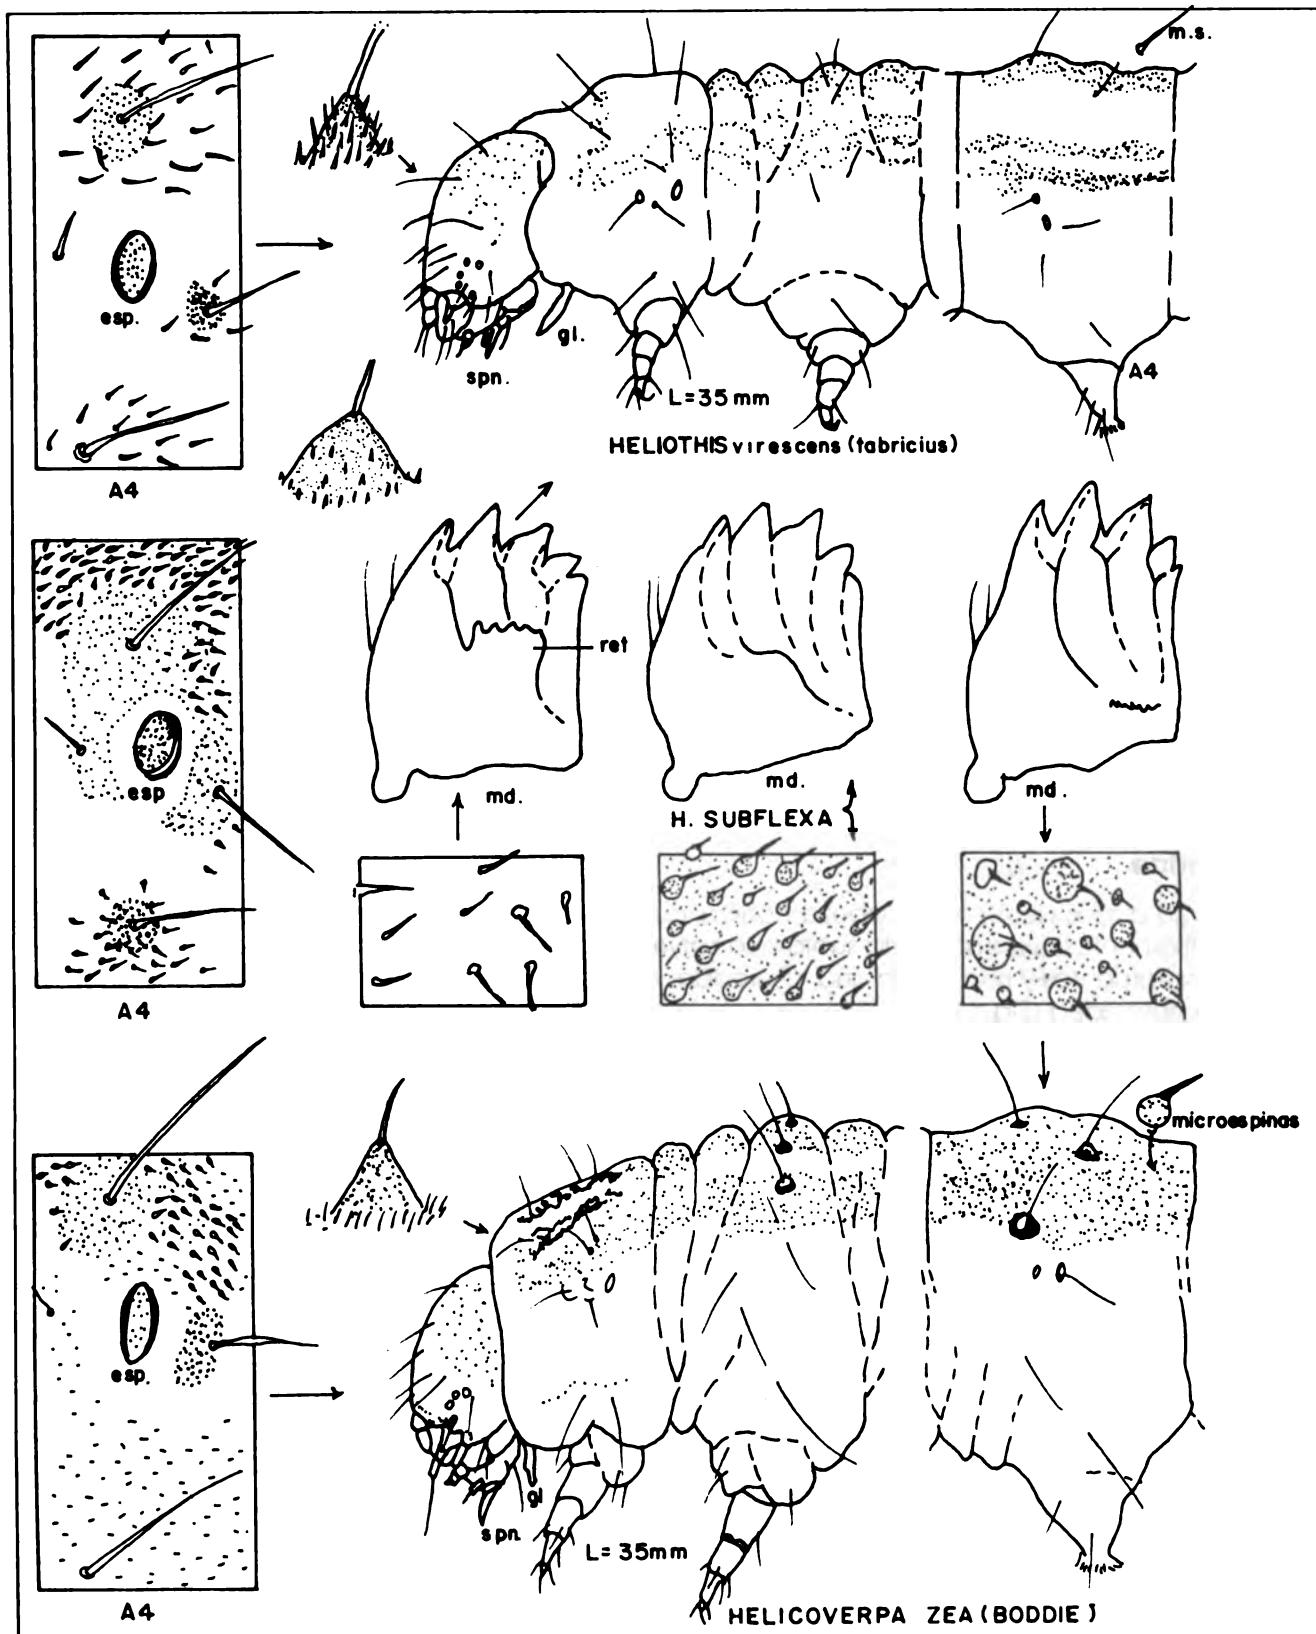 m.s.
esp.
gl.
spn.
A4
L=35mm
HELIOTHIS virescens (tabricius)
A4
ret
esp
md.
md.
md.
H. SUBFLEXA
A4
microespinas
esp.
gl
spn.
L=35mm
A4
HELICOVERPA ZEA (BODDIE)